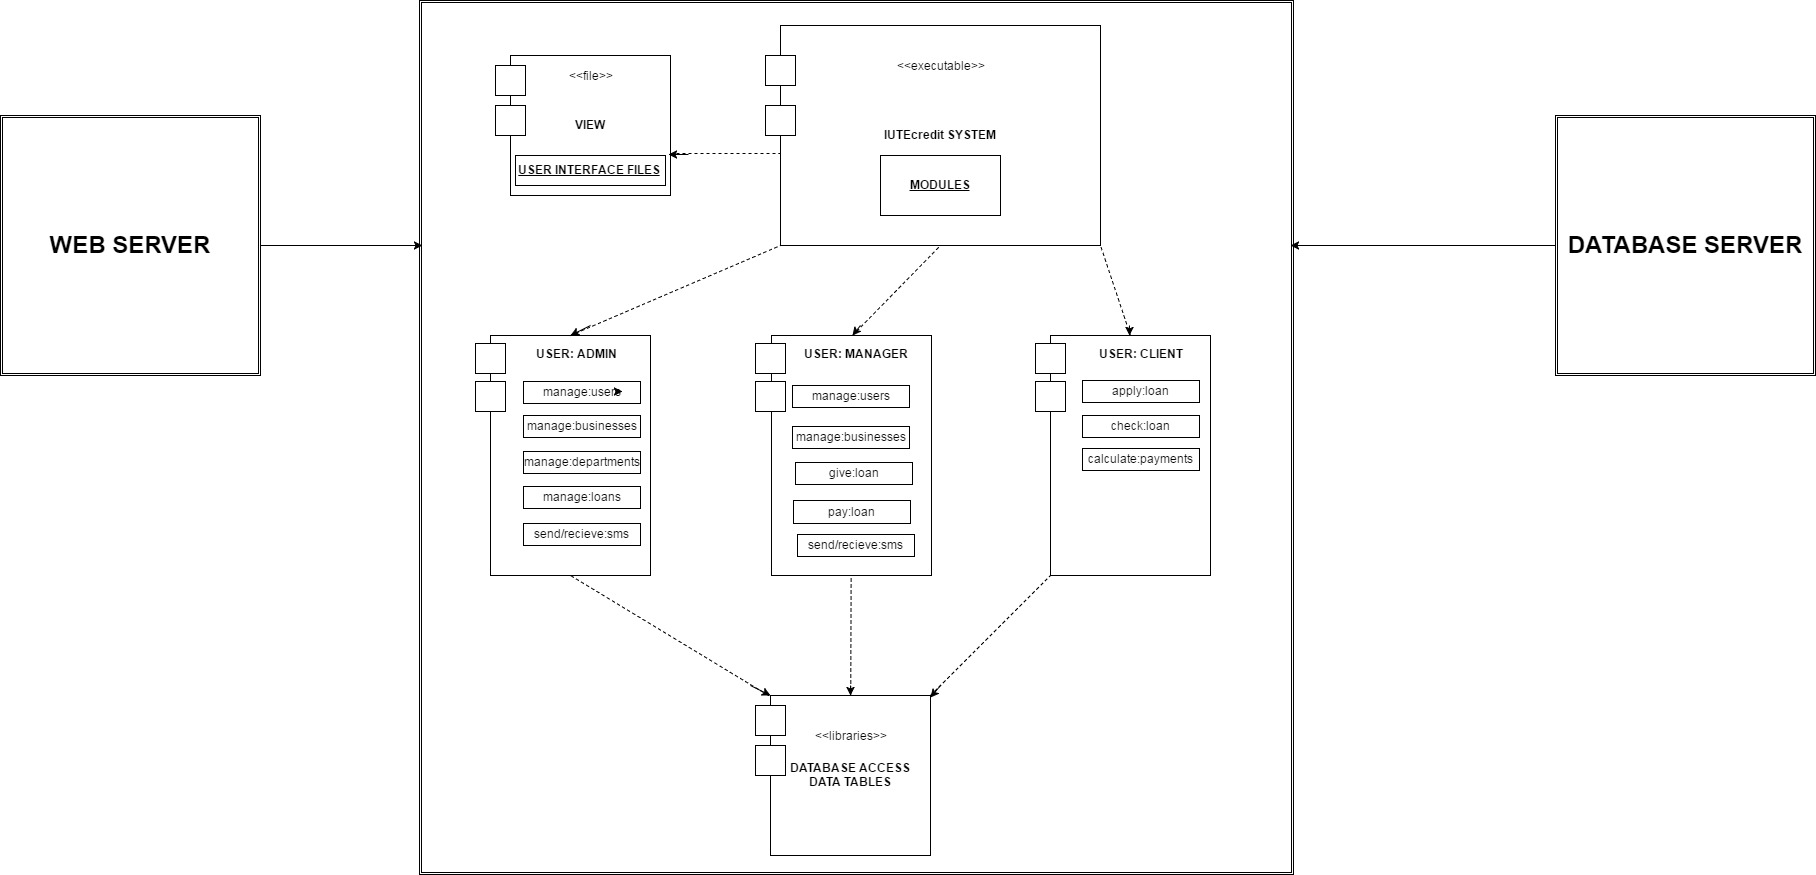 <<file>>
VIEW
USER INTERFACE FILES
<<executable>>
IUTEcredit SYSTEM
MODULES
WEB SERVER
DATABASE SERVER
USER: ADMIN
manage:users
manage:businesses
manage:departments
manage:loans
send/recieve:sms
USER: MANAGER
manage:users
manage:businesses
give:loan
pay:loan
send/recieve:sms
USER: CLIENT
apply:loan
check:loan
calculate:payments
<<libraries>>
DATABASE ACCESS
DATA TABLES